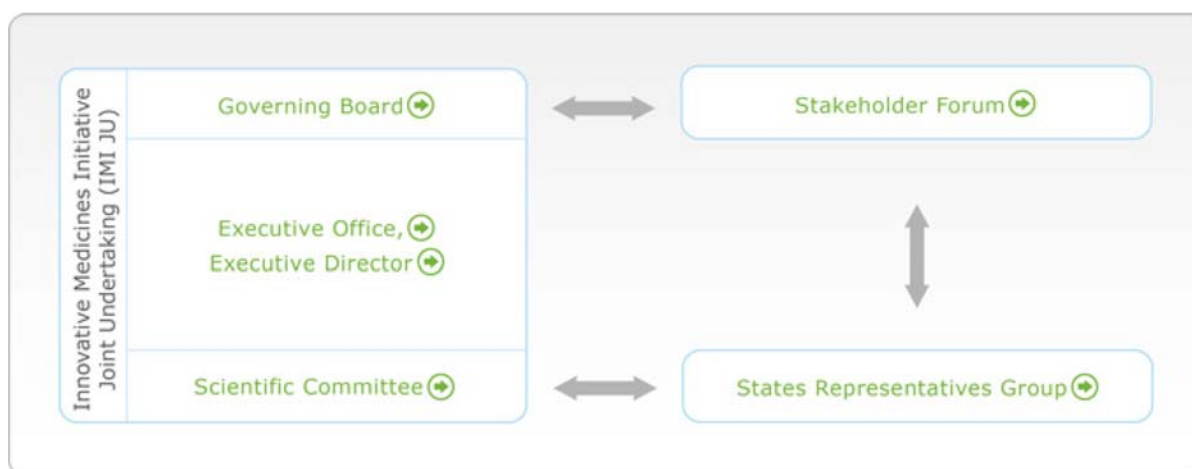 Innovative Medicines Initiative
Joint Undertaking (IMI JU)
Governing Board
Executive Office,
Executive Director
Scientific Committee
Stakeholder Forum
States Representatives Group